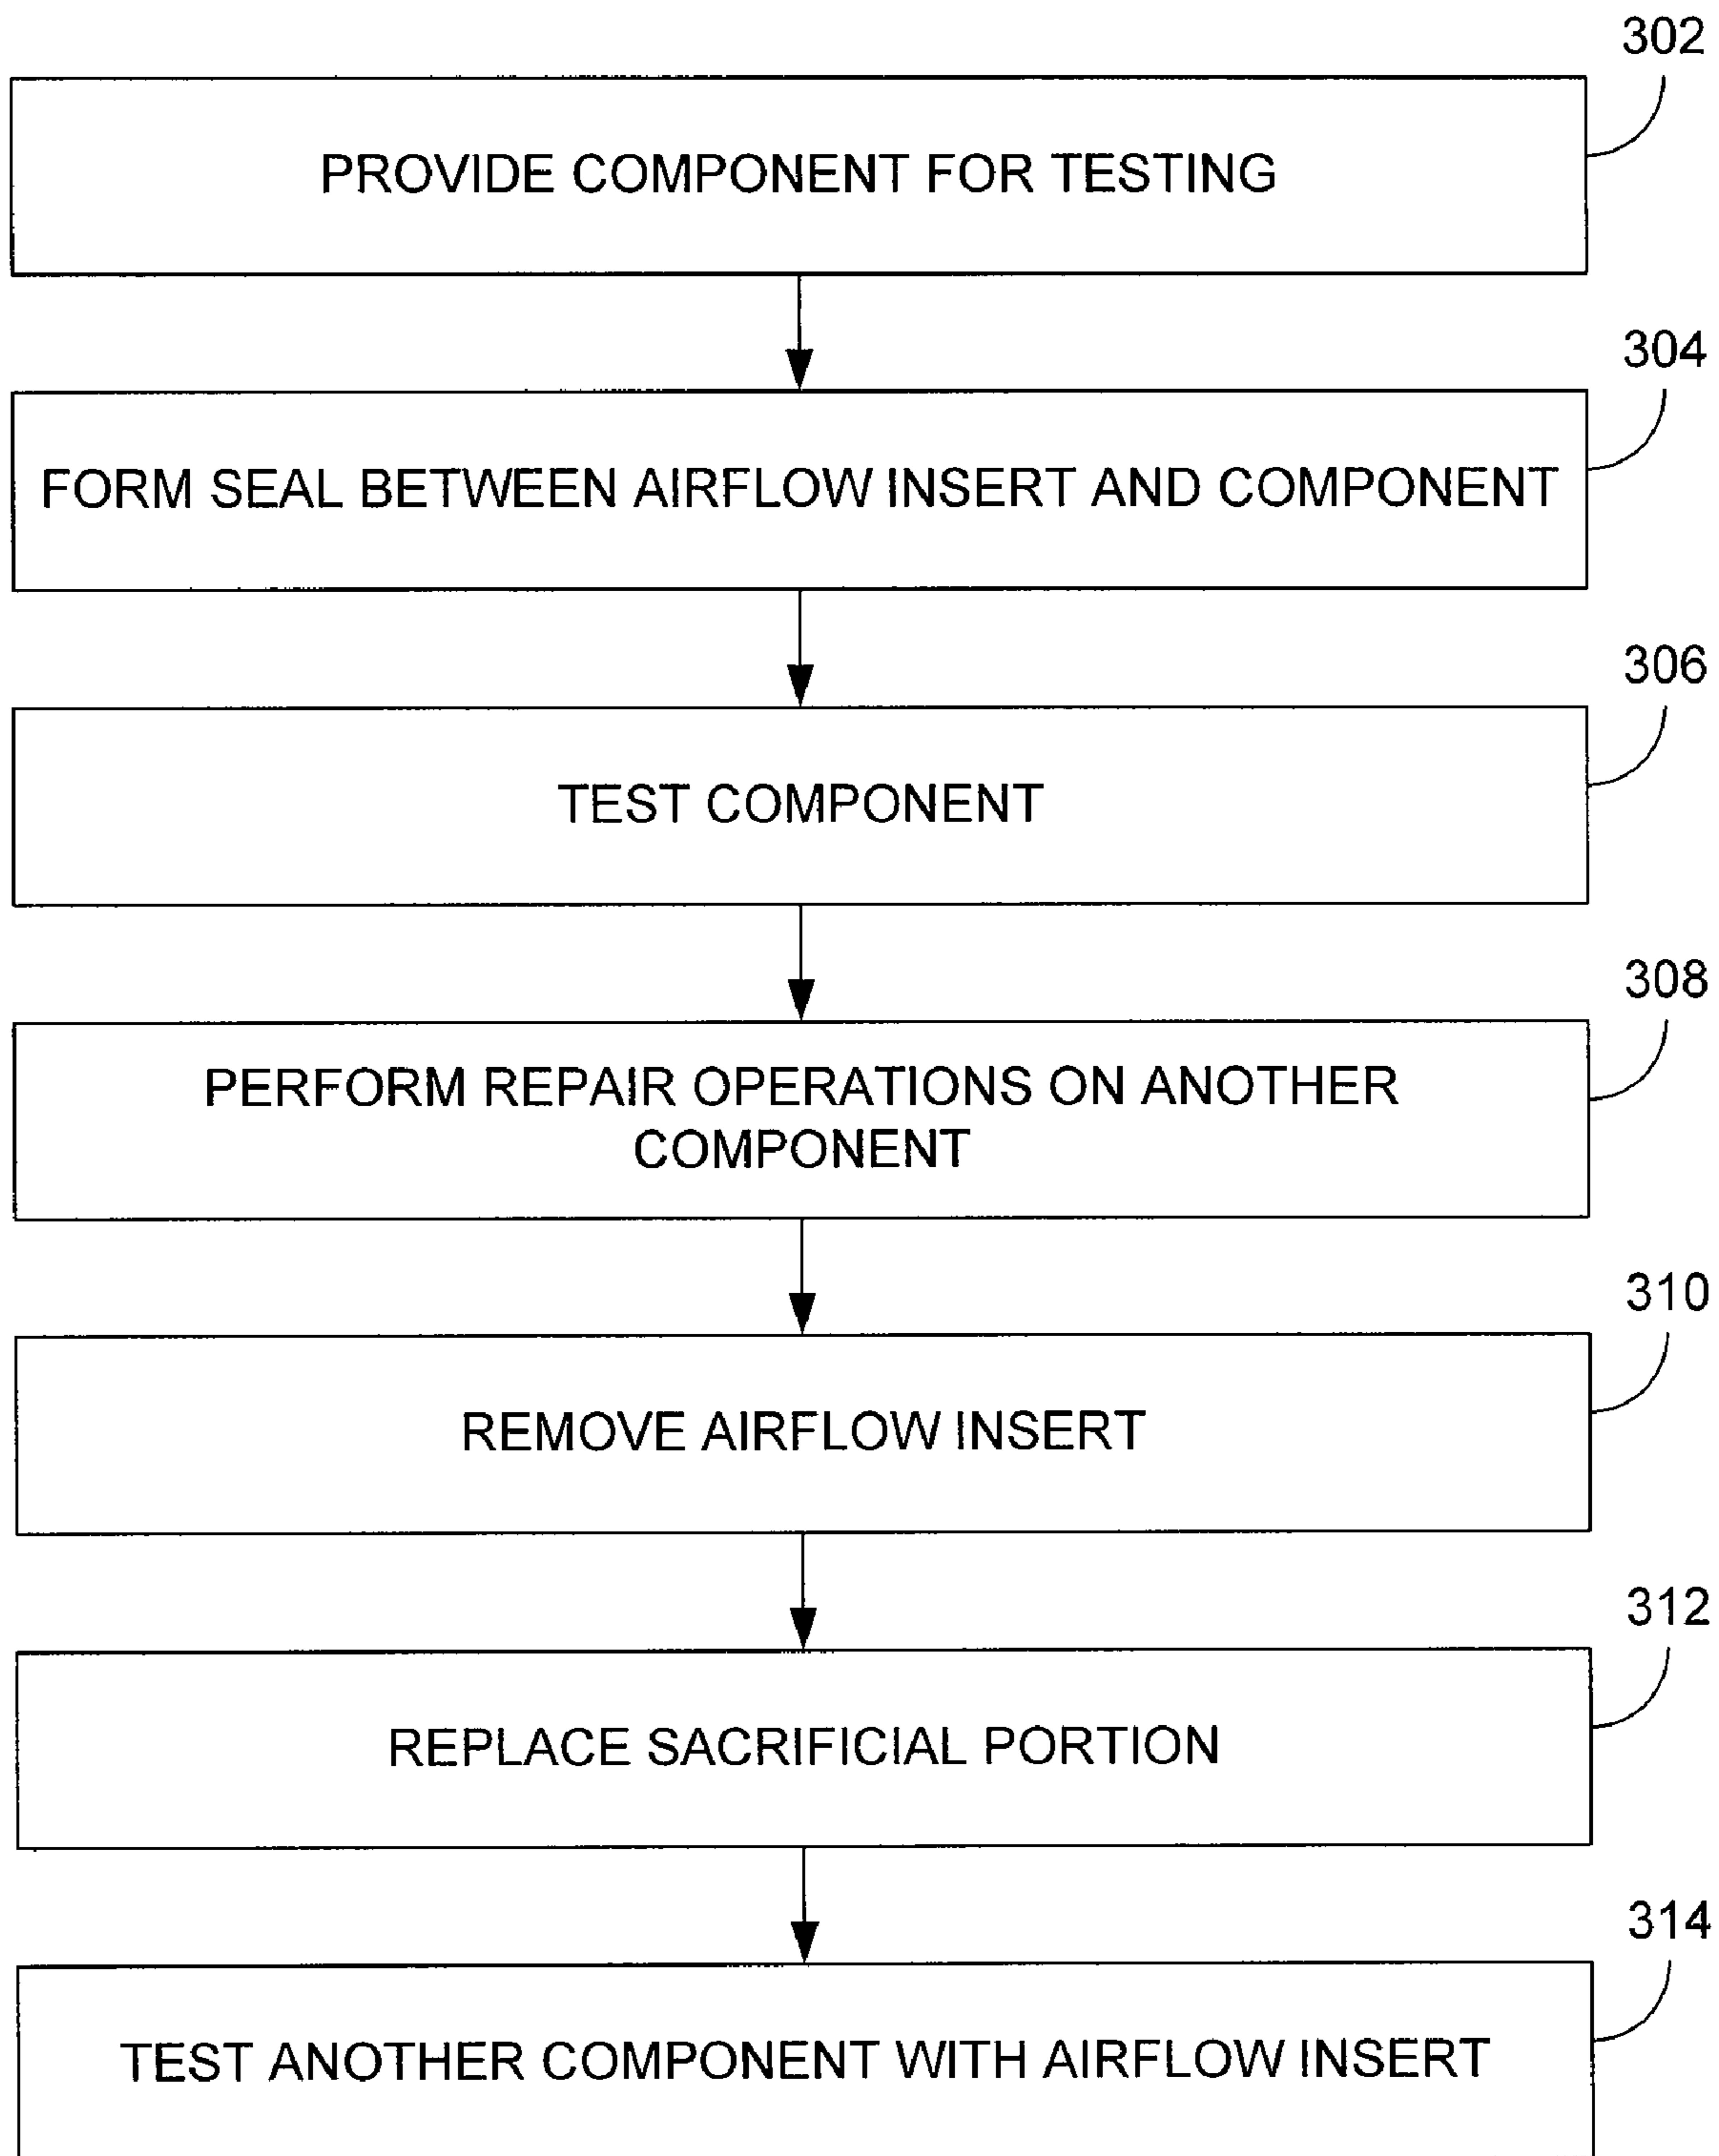 302
PROVIDE COMPONENT FOR TESTING
304
FORM SEAL BETWEEN AIRFLOW INSERT AND COMPONENT
306
TEST COMPONENT
308
PERFORM REPAIR OPERATIONS ON ANOTHER
COMPONENT
310
REMOVE AIRFLOW INSERT
312
REPLACE SACRIFICIAL PORTION
314
TEST ANOTHER COMPONENT WITH AIRFLOW INSERT